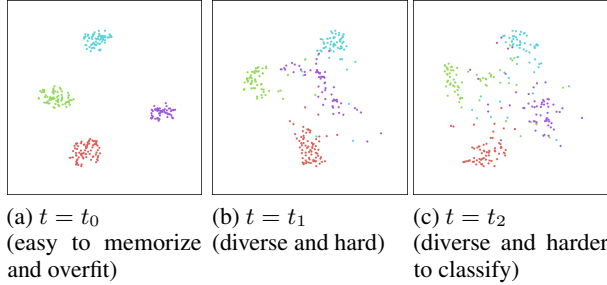 (a) t = t₀
(easy to memorize
and overfit)
(b) t = t₁
(diverse and hard)
(c) t = t₂
(diverse and harder
to classify)